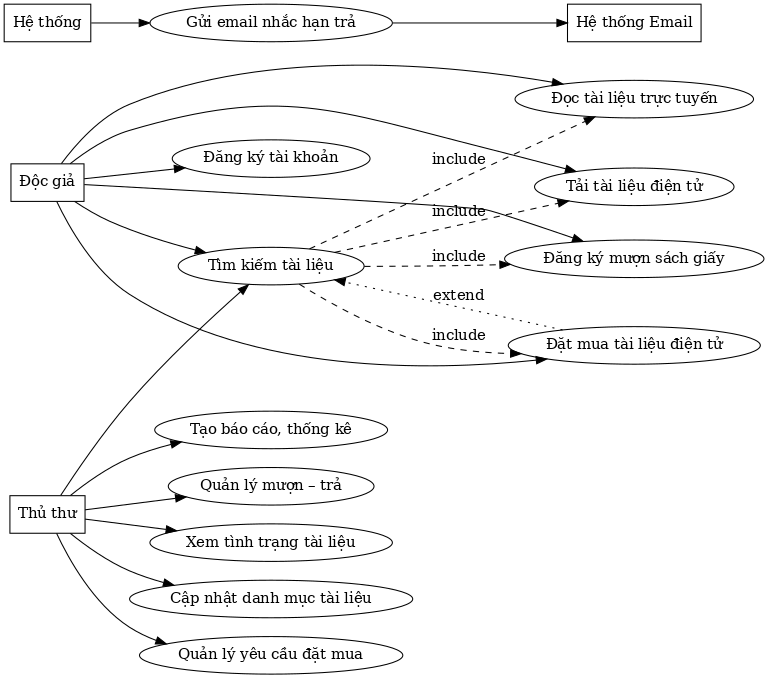 Hệ thống
Gửi email nhắc hạn trả
Hệ thống Email
Đọc tài liệu trực tuyến
Độc giả
Đăng ký tài khoản
include
Tải tài liệu điện tử
include
Tìm kiếm tài liệu
include
Đăng ký mượn sách giấy
extend
include
Đặt mua tài liệu điện tử
Tạo báo cáo, thống kê
Quản lý mượn – trả
Thủ thư
Xem tình trạng tài liệu
Cập nhật danh mục tài liệu
Quản lý yêu cầu đặt mua